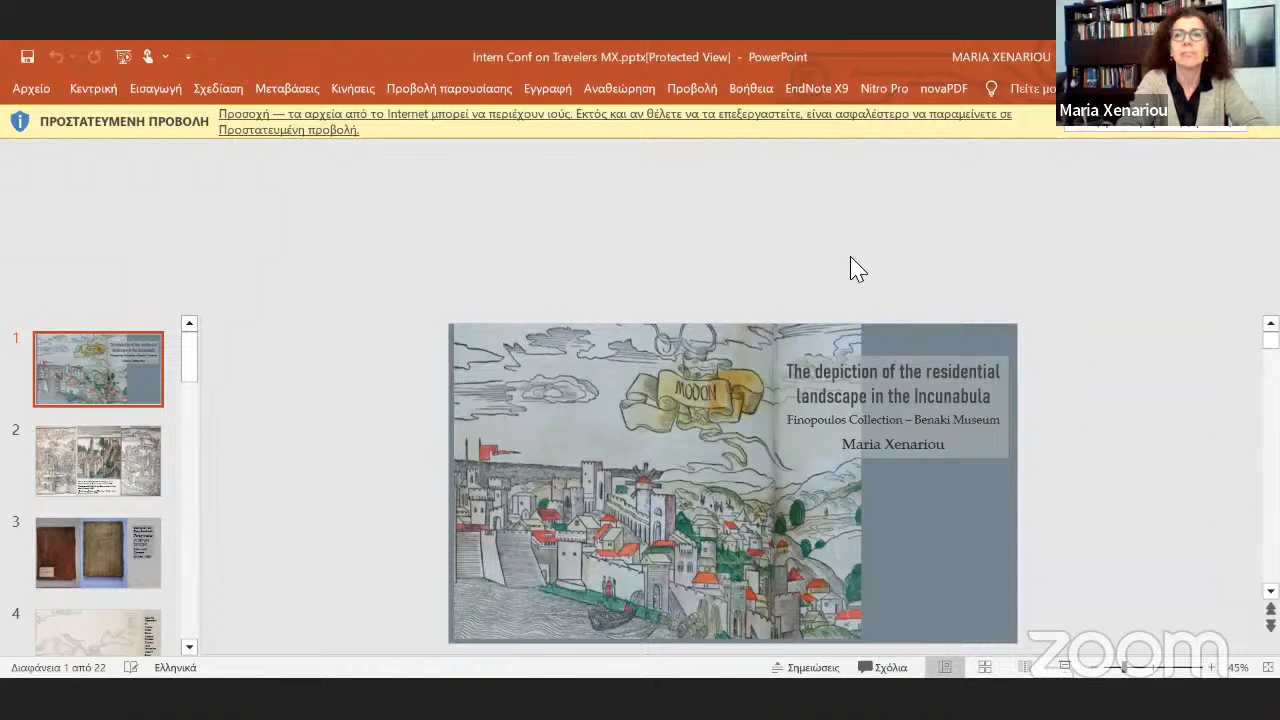 Intern Conf on Travelers MX.pptx[Protected View] - PowerPoint
MARIA XENARIOU
Αρχείο Κεντρική Εισαγωγή Σχεδίαση Μεταβάσεις Κινήσεις Προβολή παρουσίασης Εγγραφή Αναθεώρηση Προβολή Βοήθεια EndNote X9 Nitro Pro novaPDF Πείτε μο
Maria Xenariou
ΠΡΟΣΤΑΤΕΥΜΕΝΗ ΠΡΟΒΟΛΗ
Προσοχή — τα αρχεία από το Internet μπορεί να περιέχουν ιούς. Εκτός και αν θέλετε να τα επεξεργαστείτε, είναι ασφαλέστερο να παραμείνετε σε
Προστατευμένη προβολή.
1
2
3
4
MODON
The depiction of the residential
landscape in the Incunabula
Finopoulos Collection – Benaki Museum
Maria Xenariou
zoom
Διαφάνεια 1 από 22 Ελληνικά Σημειώσεις Σχόλια 45%